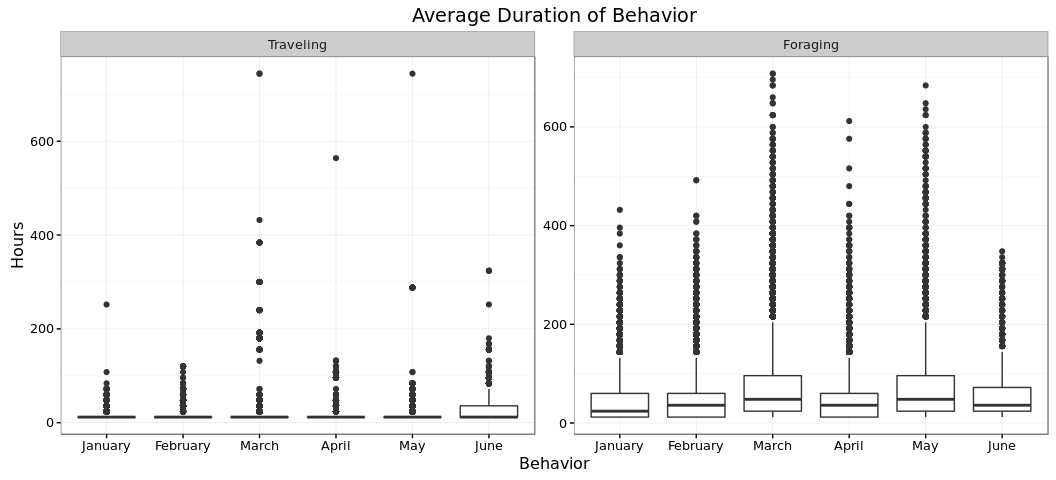 Average Duration of Behavior
Traveling
Foraging
Hours
600
400
200
0
600
400
200
0
January February March April May June
January February March April May June
Behavior